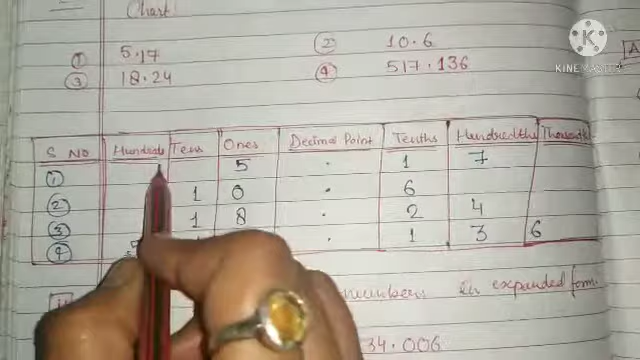 Chart
① 5.17 ② 10.6
③ 18.24 ④ 517.136
KINEMASTER
S No Hundreds Tens Ones Decimal Point Tenths Hundredths Thousandths
① 5 . 1 7
② 1 0 . 6
③ 1 8 . 2 4
④ . 1 3 6
numbers in expanded form.
34.006